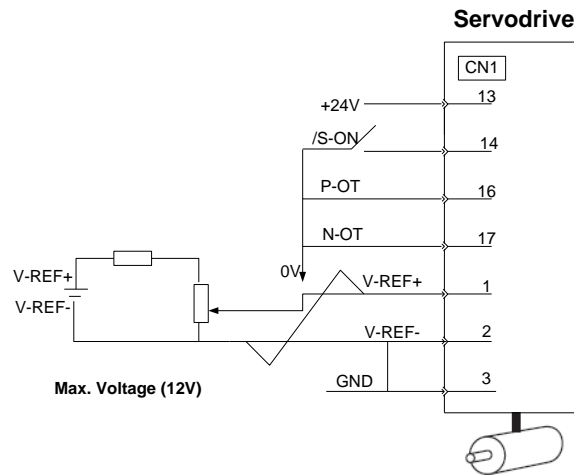 Servodrive
CN1
+24V
13
/S-ON
14
P-OT
16
N-OT
17
0V
V-REF+
V-REF+
1
V-REF-
V-REF-
2
Max. Voltage (12V)
GND
3